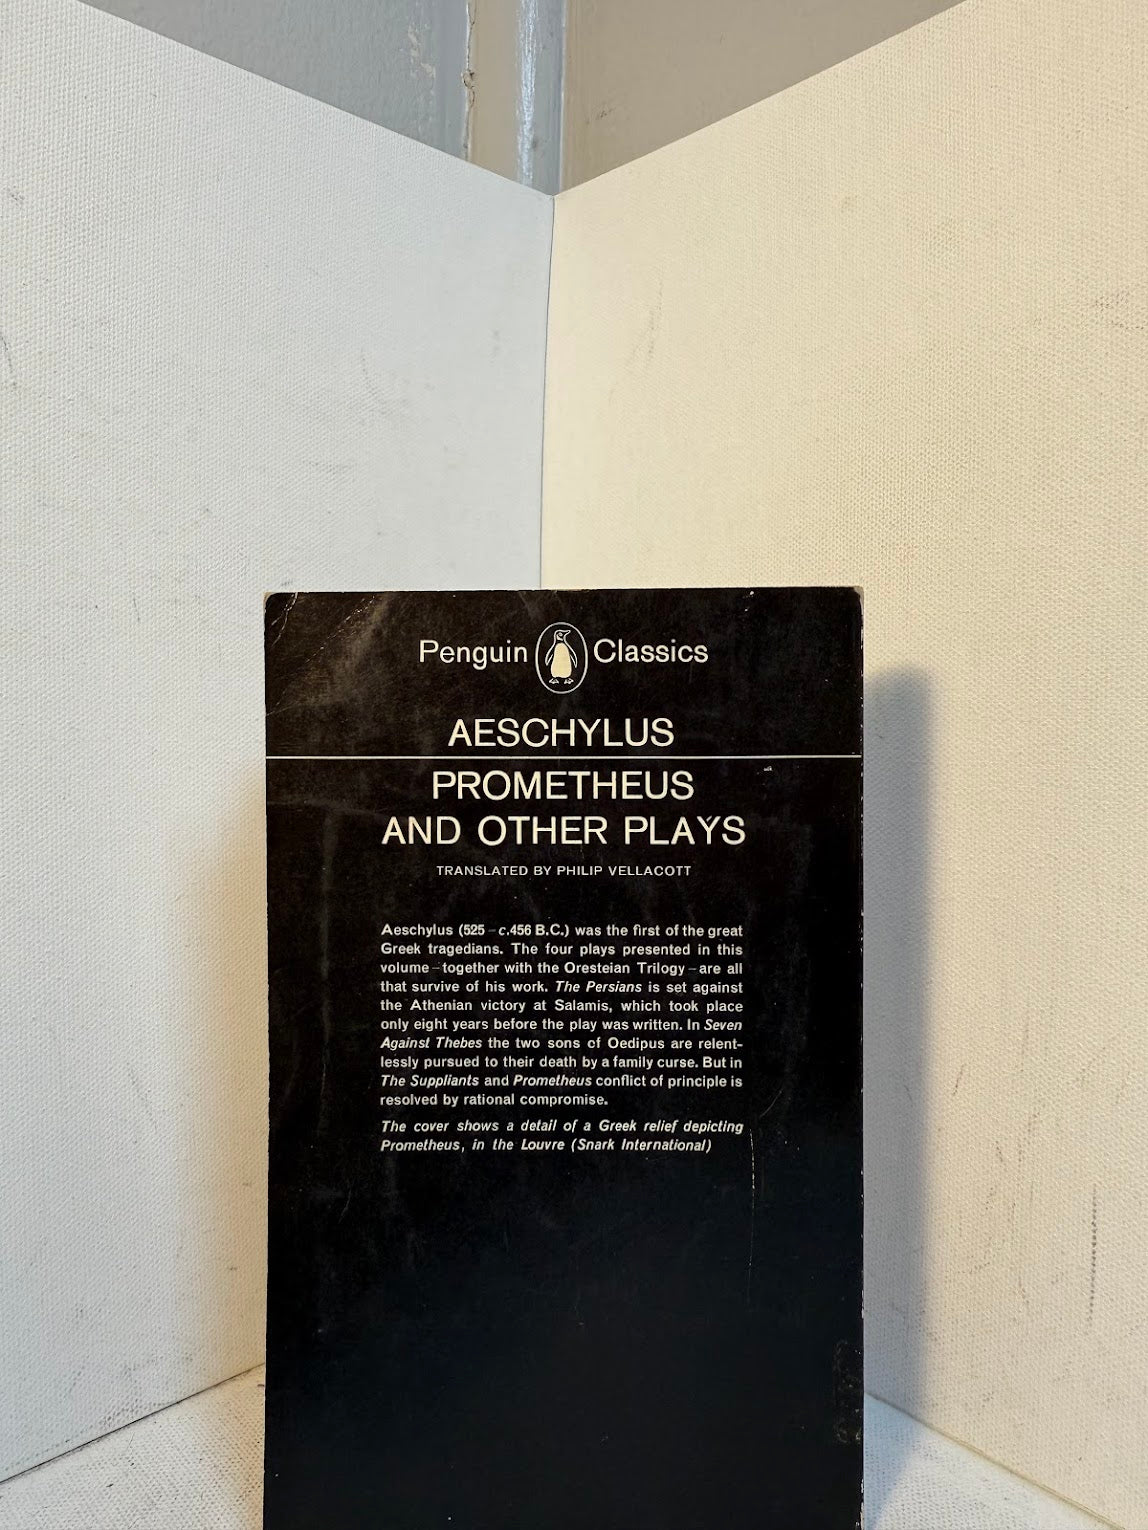 Penguin Classics
AESCHYLUS
PROMETHEUS
AND OTHER PLAYS
TRANSLATED BY PHILIP VELLACOTT
Aeschylus (525 – c.456 B.C.) was the first of the great
Greek tragedians. The four plays presented in this
volume – together with the Oresteian Trilogy – are all
that survive of his work. The Persians is set against
the Athenian victory at Salamis, which took place
only eight years before the play was written. In Seven
Against Thebes the two sons of Oedipus are relent-
lessly pursued to their death by a family curse. But in
The Suppliants and Prometheus conflict of principle is
resolved by rational compromise.
The cover shows a detail of a Greek relief depicting
Prometheus, in the Louvre (Snark International)